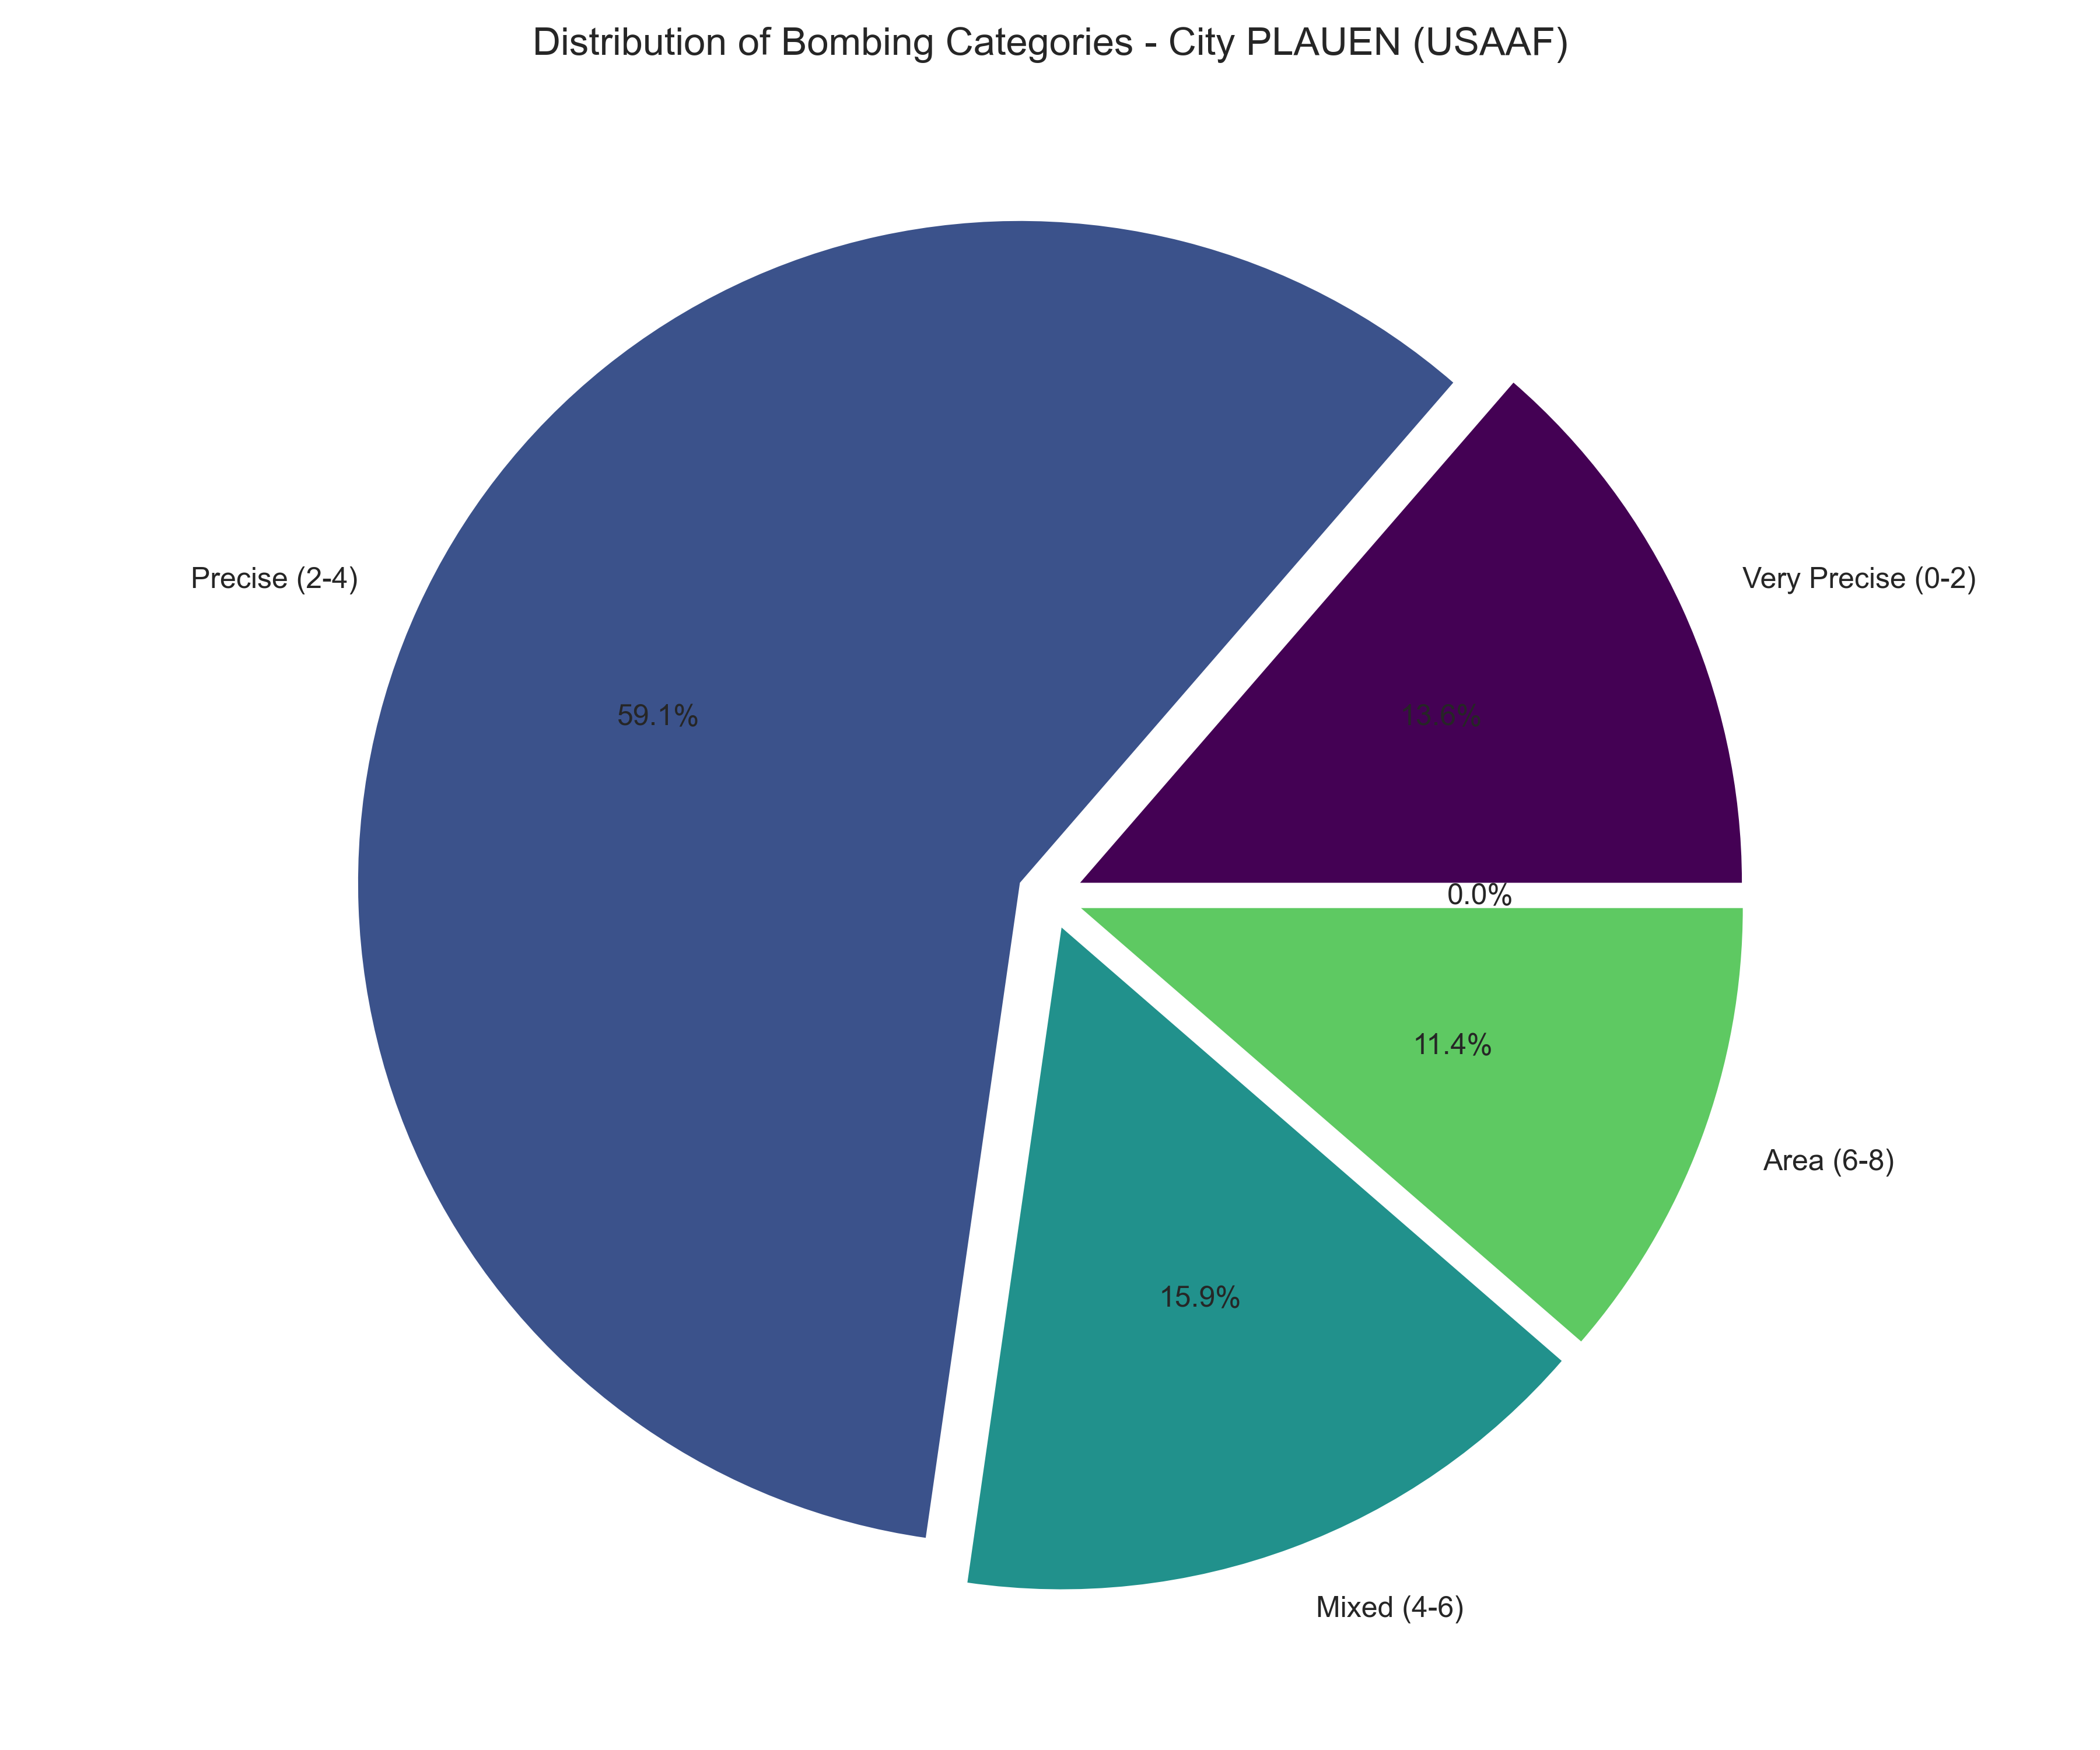 Distribution of Bombing Categories - City PLAUEN (USAAF)
Precise (2-4)
Very Precise (0-2)
59.1%
13.6%
0.0%
11.4%
Area (6-8)
15.9%
Mixed (4-6)